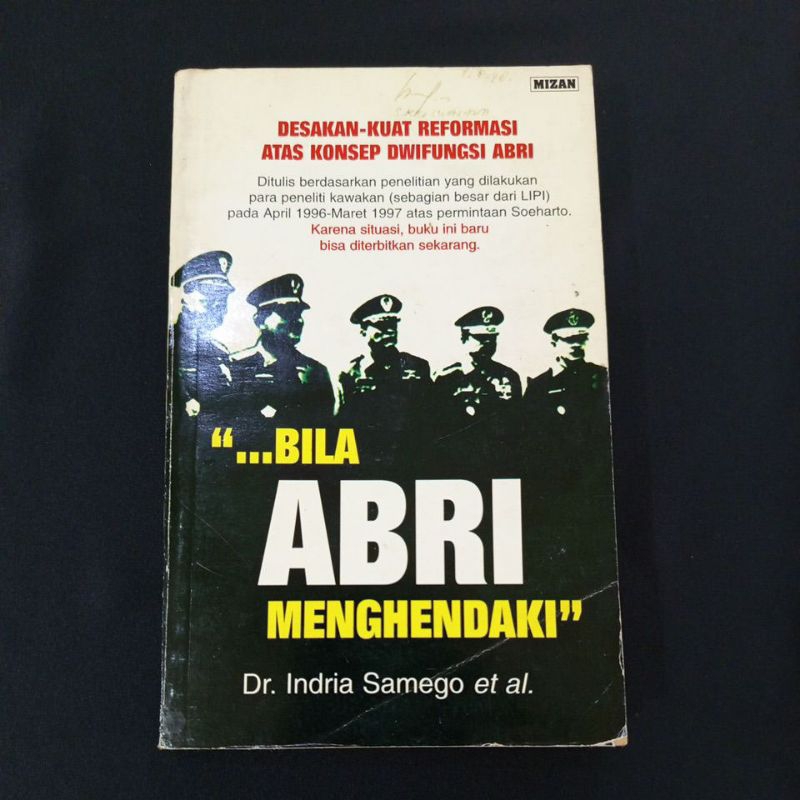 MIZAN
DESAKAN-KUAT REFORMASI
ATAS KONSEP DWIFUNGSI ABRI
Ditulis berdasarkan penelitian yang dilakukan
para peneliti kawakan (sebagian besar dari LIPI)
pada April 1996-Maret 1997 atas permintaan Soeharto.
Karena situasi, buku ini baru
bisa diterbitkan sekarang.
“...BILA
ABRI
MENGHENDAKI”
Dr. Indria Samego et al.